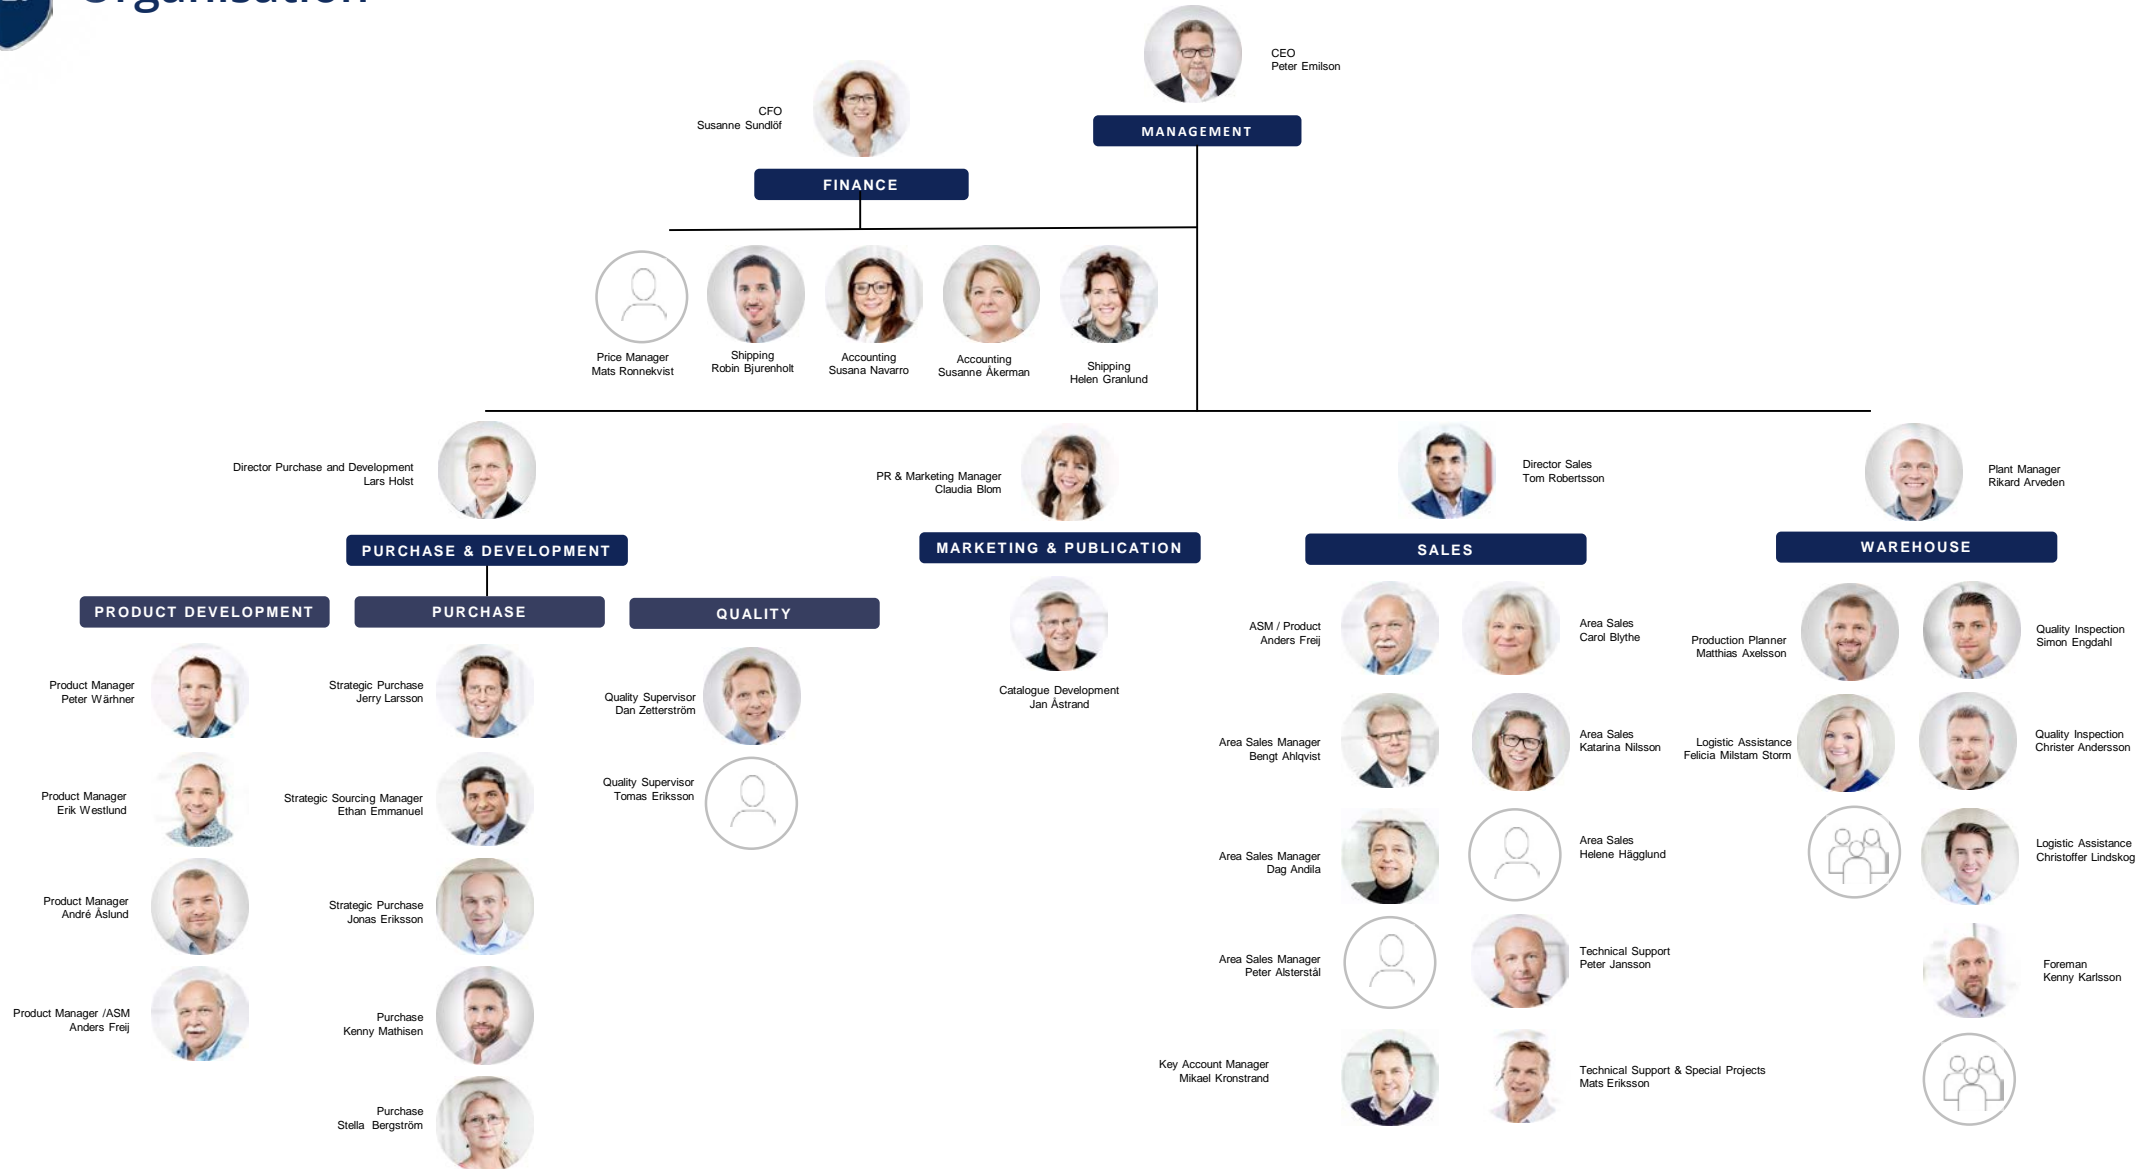 Organisation
CEO
Peter Emilson
CFO
Susanne Sundlöf
MANAGEMENT
FINANCE
Price Manager
Mats Ronnekvist
Shipping
Robin Bjurenholt
Accounting
Susana Navarro
Accounting
Susanne Åkerman
Shipping
Helen Granlund
Director Purchase and Development
Lars Holst
PR & Marketing Manager
Claudia Blom
Director Sales
Tom Robertsson
Plant Manager
Rikard Arveden
PURCHASE & DEVELOPMENT
MARKETING & PUBLICATION
SALES
WAREHOUSE
PRODUCT DEVELOPMENT
PURCHASE
QUALITY
Product Manager
Peter Wärhner
Product Manager
Erik Westlund
Product Manager
André Åslund
Product Manager /ASM
Anders Freij
Strategic Purchase
Jerry Larsson
Strategic Sourcing Manager
Ethan Emmanuel
Strategic Purchase
Jonas Eriksson
Purchase
Kenny Mathisen
Purchase
Stella Bergström
Quality Supervisor
Dan Zetterström
Quality Supervisor
Tomas Eriksson
Catalogue Development
Jan Åstrand
ASM / Product
Anders Freij
Area Sales Manager
Bengt Ahlqvist
Area Sales Manager
Dag Andila
Area Sales Manager
Peter Alsterstål
Key Account Manager
Mikael Kronstrand
Area Sales
Carol Blythe
Area Sales
Katarina Nilsson
Area Sales
Helene Hägglund
Technical Support
Peter Jansson
Technical Support & Special Projects
Mats Eriksson
Production Planner
Matthias Axelsson
Logistic Assistance
Felicia Milstam Storm
Quality Inspection
Simon Engdahl
Quality Inspection
Christer Andersson
Logistic Assistance
Christoffer Lindskog
Foreman
Kenny Karlsson